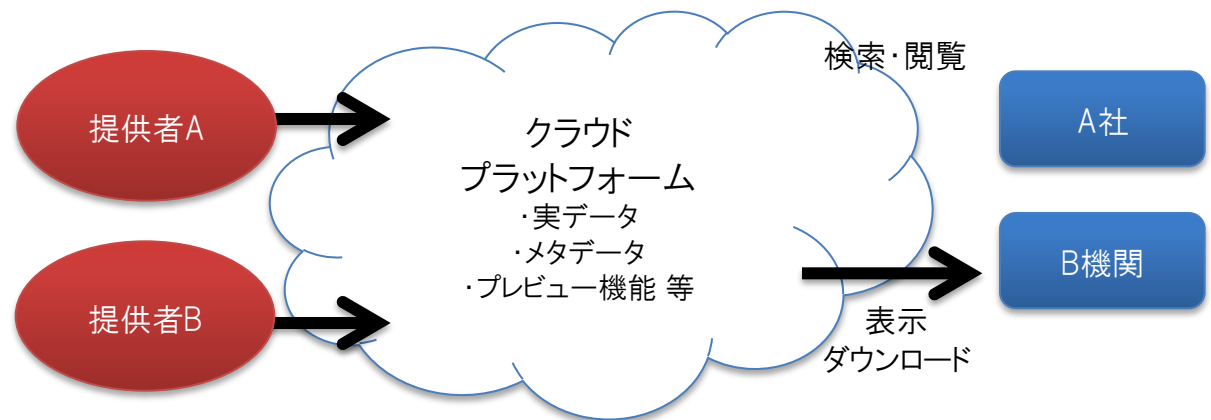 提供者A
提供者B
クラウド
プラットフォーム
・実データ
・メタデータ
・プレビュー機能 等
検索・閲覧
表示
ダウンロード
A社
B機関